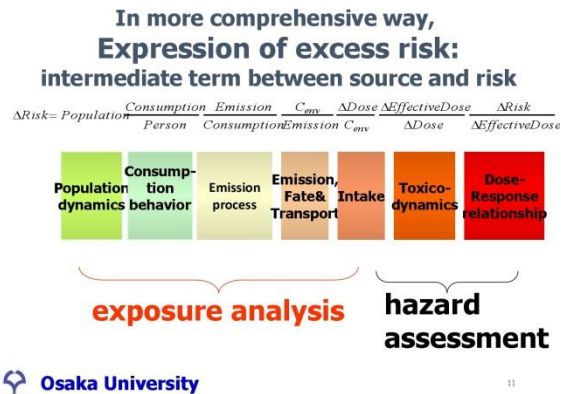 In more comprehensive way,
Expression of excess risk:
intermediate term between source and risk
ΔRisk = Population Consumption/Person Emission/Consumption C_env/Emission ΔDose/C_env ΔEffectiveDose/ΔDose ΔRisk/ΔEffectiveDose
Population dynamics
Consump-
tion
behavior
Emission
process
Emission,
Fate&
Transport
Intake
Toxico-
dynamics
Dose-
Response
relationship
exposure analysis
hazard
assessment
Osaka University
11